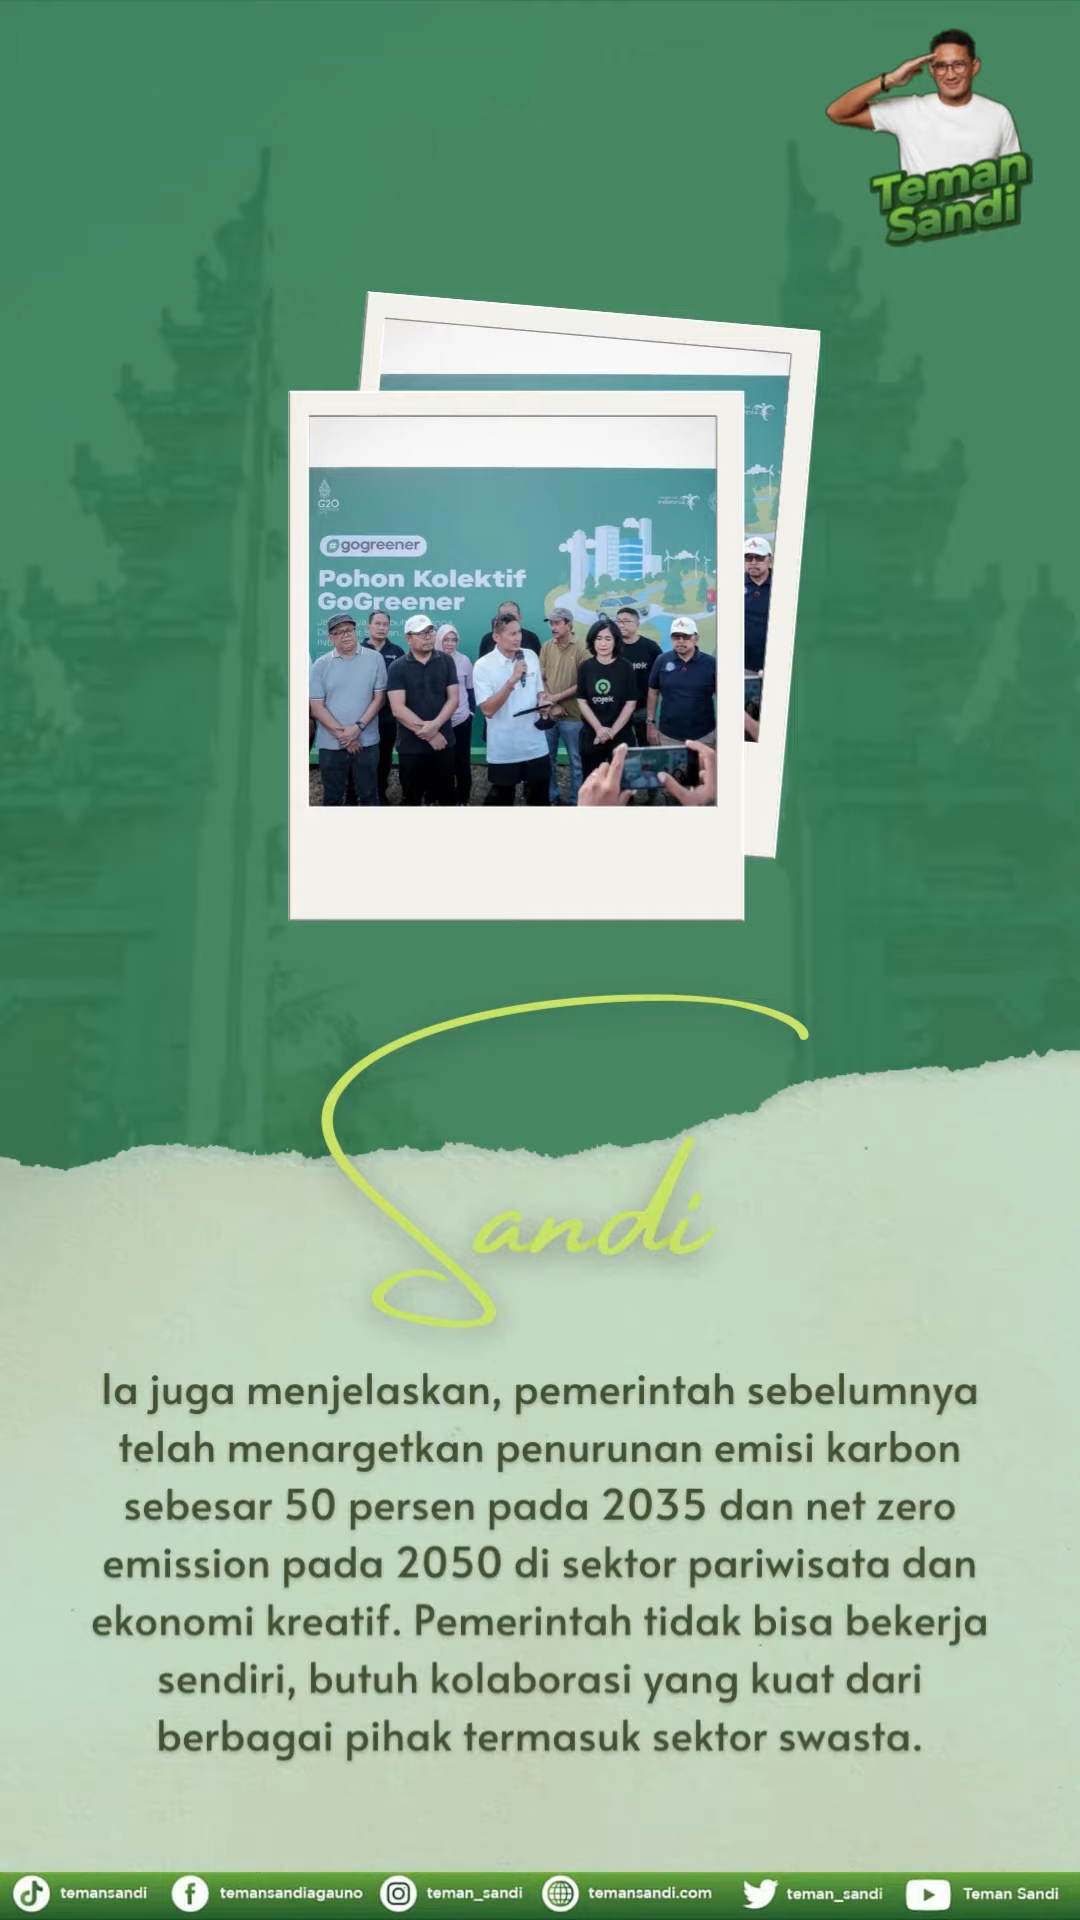 Teman
Sandi
G20
#gogreener
Pohon Kolektif
GoGreener
gojek
Sandi
Ia juga menjelaskan, pemerintah sebelumnya
telah menargetkan penurunan emisi karbon
sebesar 50 persen pada 2035 dan net zero
emission pada 2050 di sektor pariwisata dan
ekonomi kreatif. Pemerintah tidak bisa bekerja
sendiri, butuh kolaborasi yang kuat dari
berbagai pihak termasuk sektor swasta.
temansandi
temansandiagauno
teman_sandi
temansandi.com
teman_sandi
Teman Sandi